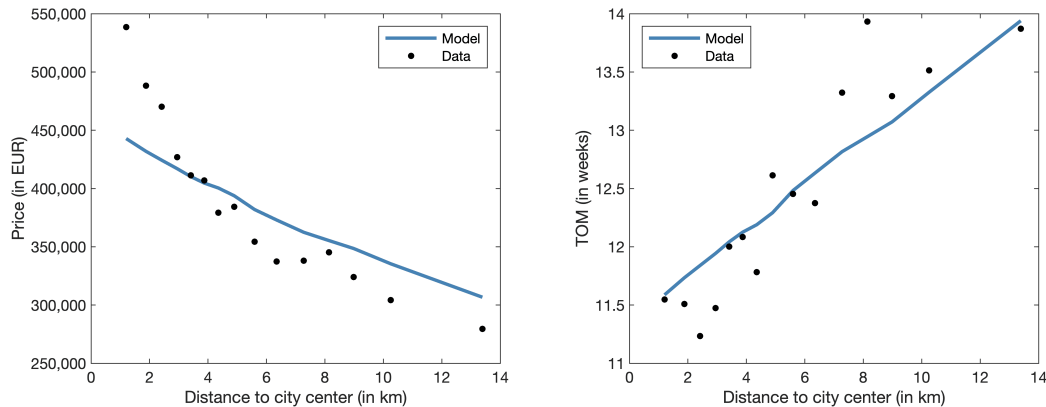 550,000
500,000
450,000
400,000
350,000
300,000
250,000
Price (in EUR)
Model
Data
0 2 4 6 8 10 12 14
Distance to city center (in km)
14
13.5
13
12.5
12
11.5
11
TOM (in weeks)
Model
Data
0 2 4 6 8 10 12 14
Distance to city center (in km)